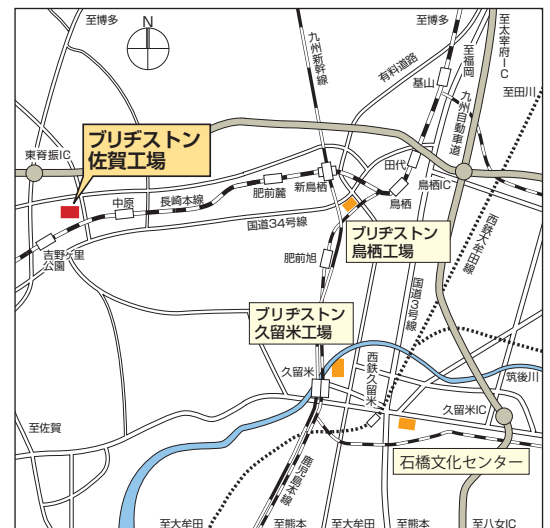 至博多
N
九州新幹線
至博多
有料道路
至福岡
至太宰府IC
基山
至田川
九州自動車道
ブリヂストン
佐賀工場
東脊振IC
新鳥栖
田代
鳥栖IC
肥前麓
長崎本線
中原
鳥栖
国道34号線
吉野ヶ里
公園
ブリヂストン
鳥栖工場
西鉄大牟田線
肥前旭
国道3号線
ブリヂストン
久留米工場
久留米
西鉄久留米
筑後川
久留米IC
至佐賀
石橋文化センター
鹿児島本線
至大牟田
至熊本
至大牟田
至熊本
至八女IC